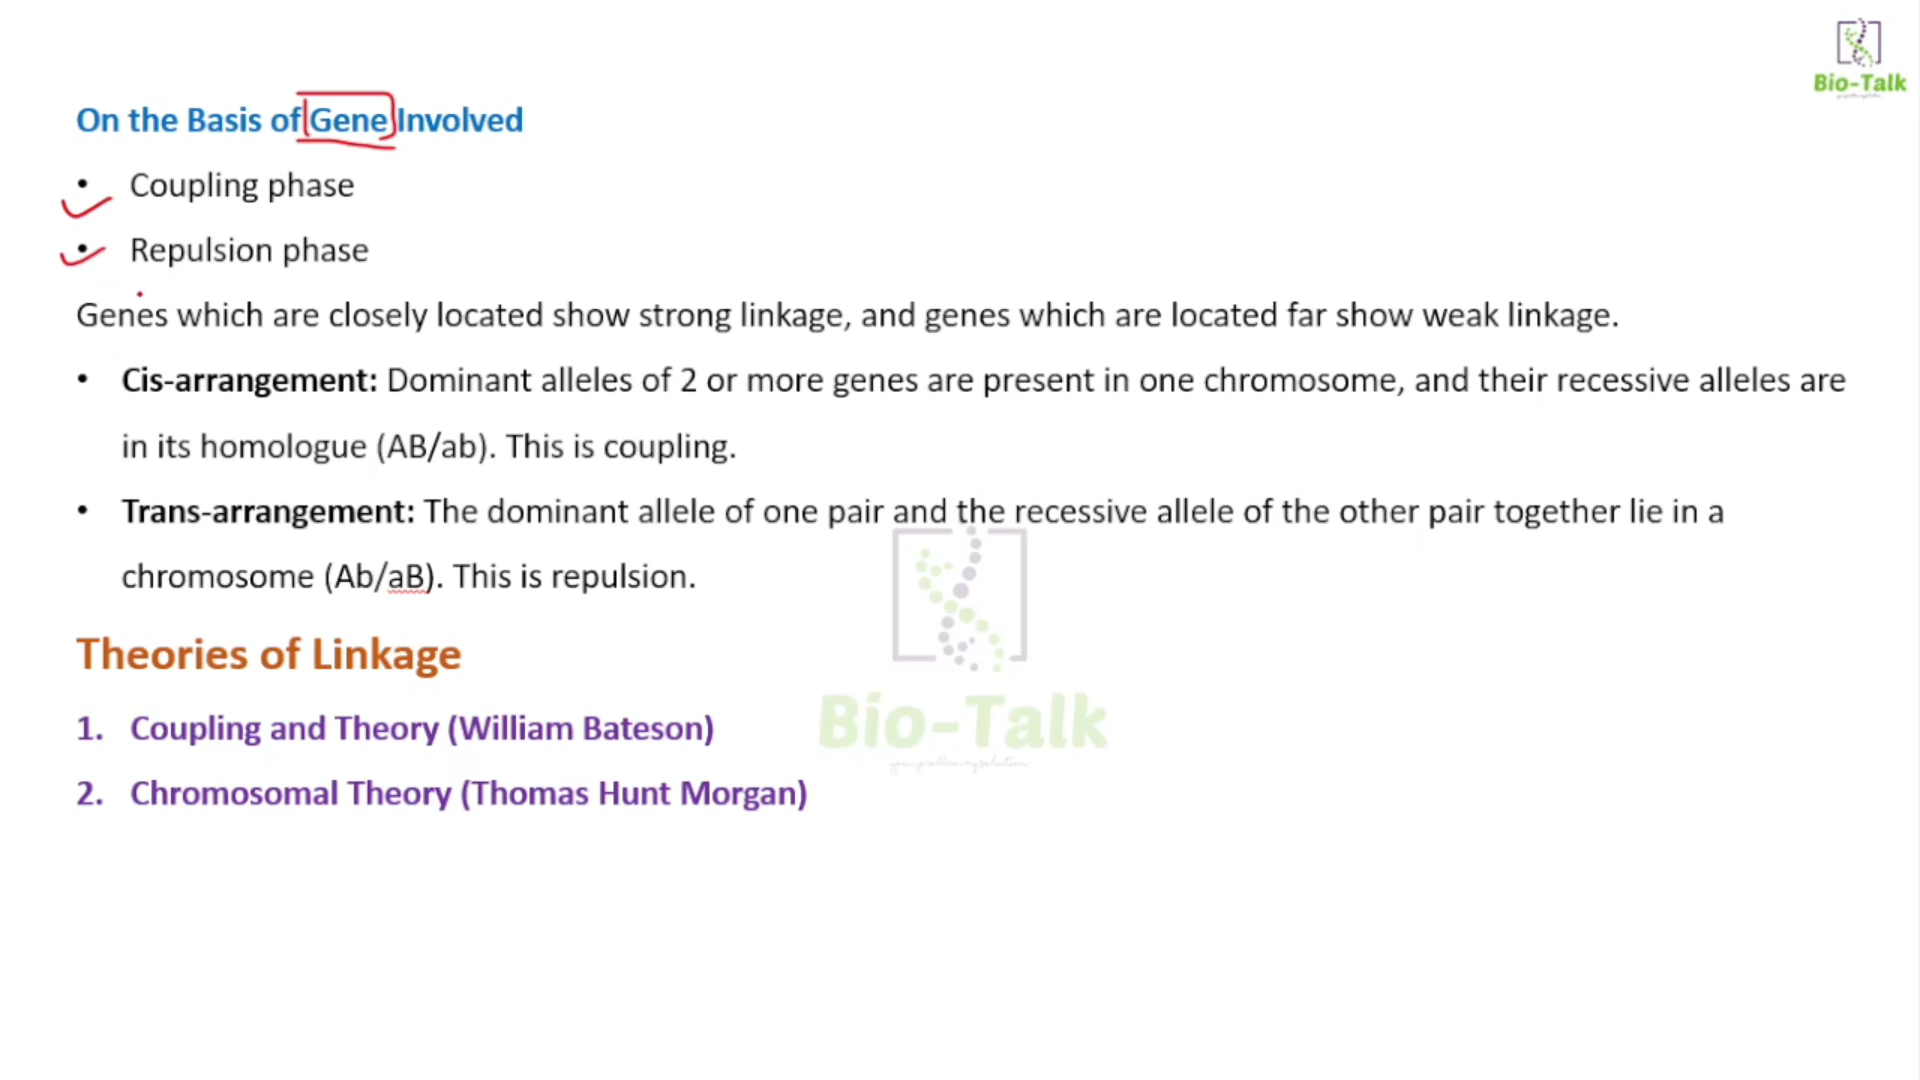 Bio-Talk
On the Basis of Gene Involved
• Coupling phase
• Repulsion phase
Genes which are closely located show strong linkage, and genes which are located far show weak linkage.
• Cis-arrangement: Dominant alleles of 2 or more genes are present in one chromosome, and their recessive alleles are
in its homologue (AB/ab). This is coupling.
• Trans-arrangement: The dominant allele of one pair and the recessive allele of the other pair together lie in a
chromosome (Ab/aB). This is repulsion.
Theories of Linkage
1. Coupling and Theory (William Bateson)
Bio-Talk
2. Chromosomal Theory (Thomas Hunt Morgan)